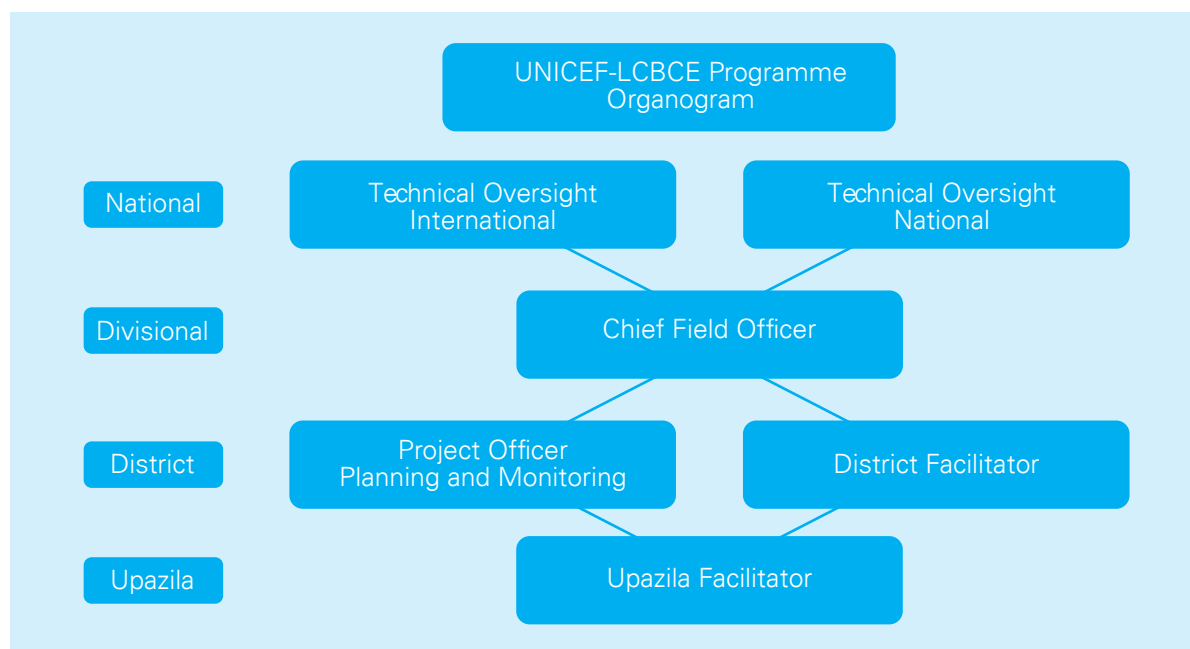 UNICEF-LCBCE Programme
Organogram
National
Technical Oversight
International
Technical Oversight
National
Divisional
Chief Field Officer
District
Project Officer
Planning and Monitoring
District Facilitator
Upazila
Upazila Facilitator